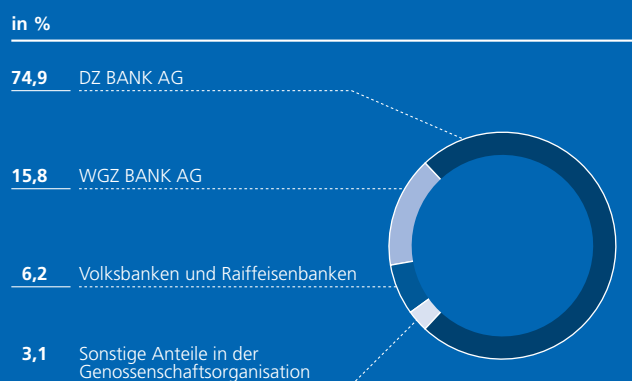 in %
74,9 DZ BANK AG
15,8 WGZ BANK AG
6,2 Volksbanken und Raiffeisenbanken
3,1 Sonstige Anteile in der
Genossenschaftsorganisation